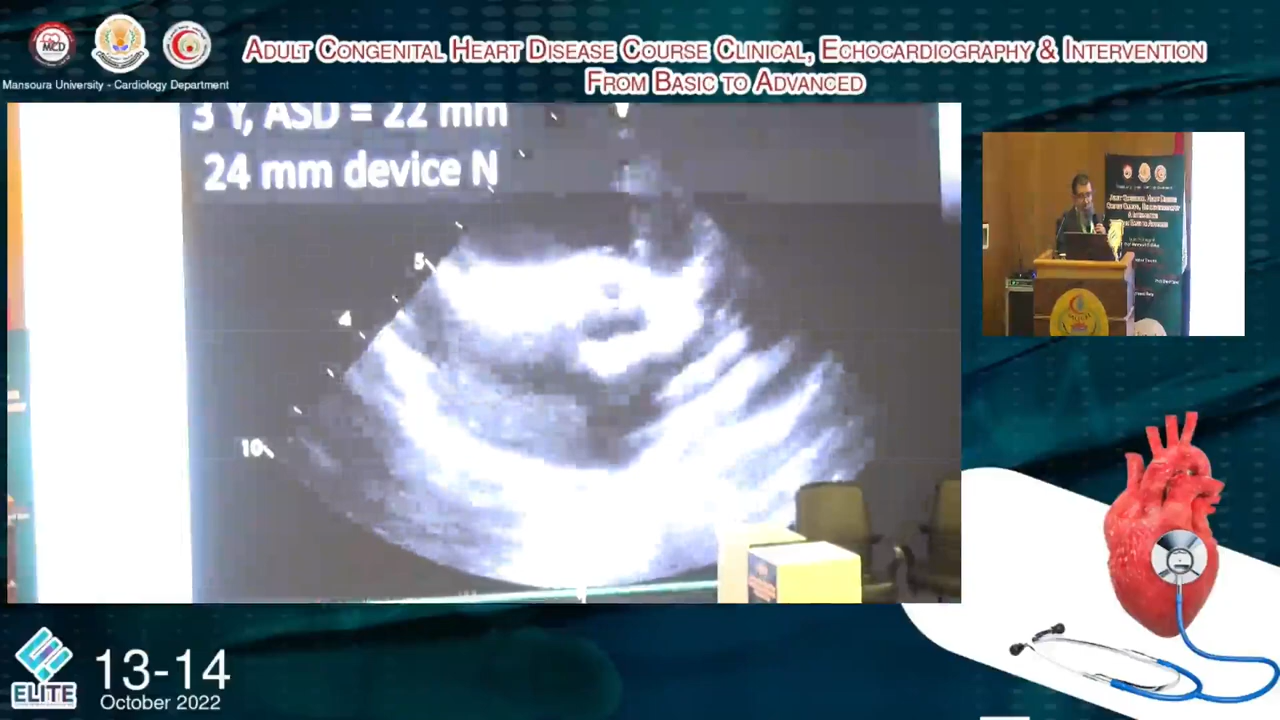 MCD
Mansoura University - Cardiology Department
ADULT CONGENITAL HEART DISEASE COURSE CLINICAL, ECHOCARDIOGRAPHY & INTERVENTION
FROM BASIC TO ADVANCED
3 Y, ASD = 22 mm
24 mm device N
5
10
ELITE
13-14
October 2022